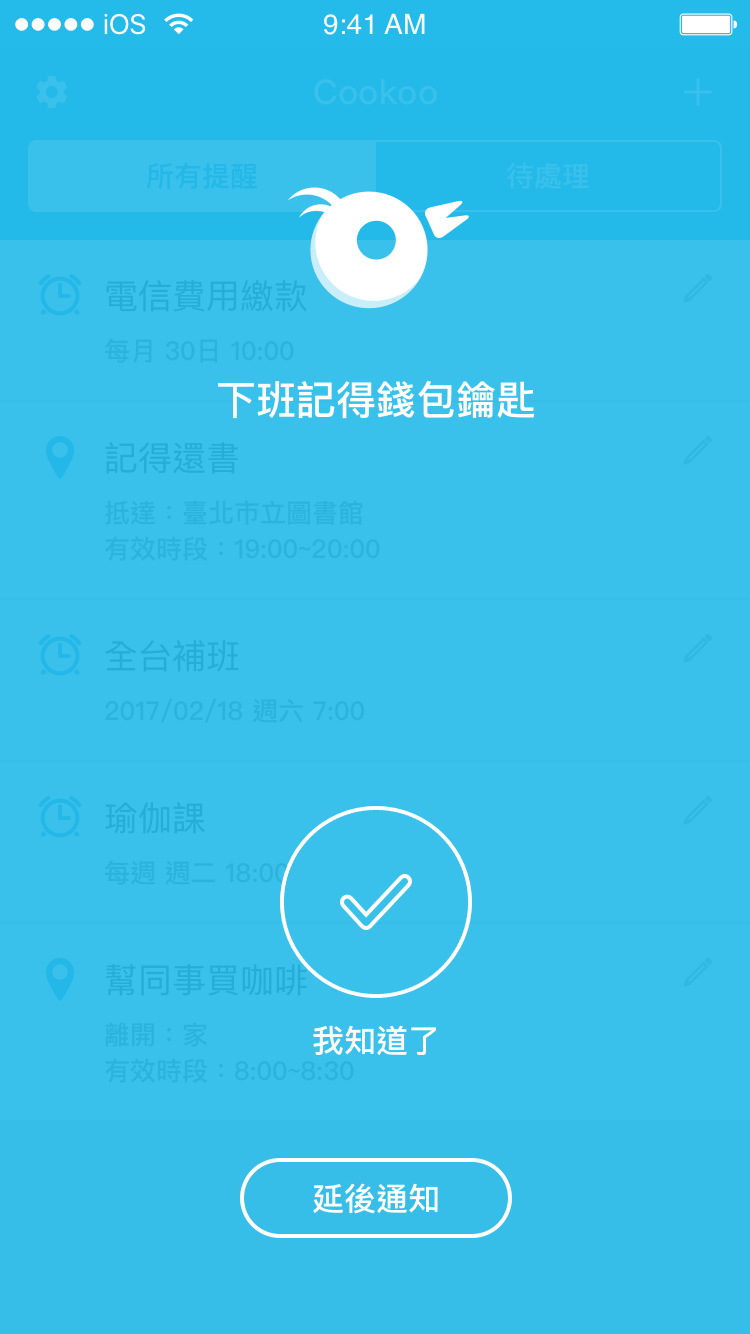 iOS 9:41 AM
Cookoo
所有提醒 待處理
電信費用繳款
每月 30日 10:00
下班記得錢包鑰匙
記得還書
抵達：臺北市立圖書館
有效時段：19:00~20:00
全台補班
2017/02/18 週六 7:00
瑜伽課
每週 週二 18:00
幫同事買咖啡
離開：家
我知道了
有效時段：8:00~8:30
延後通知